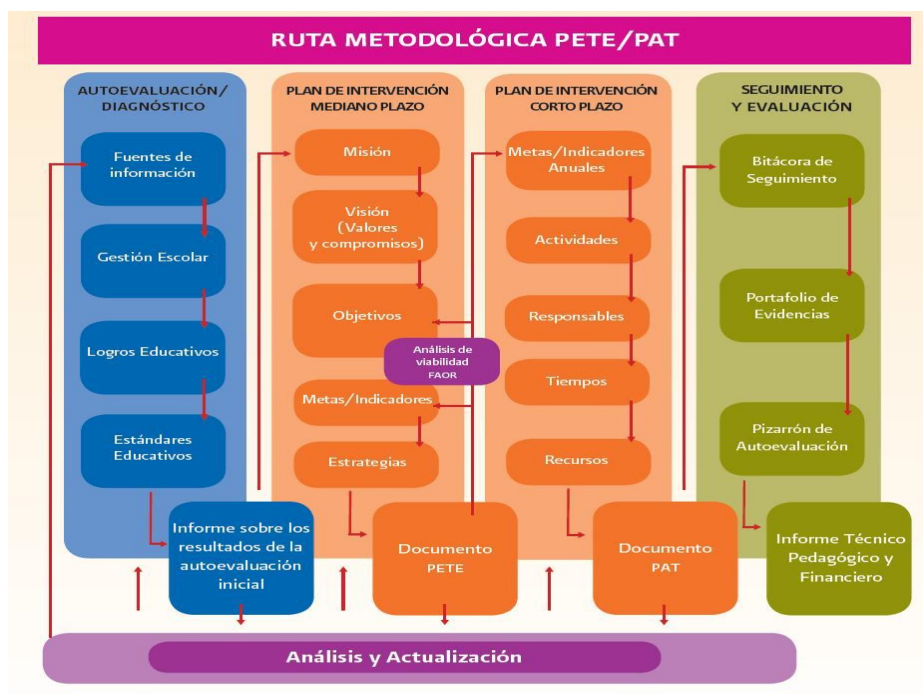 RUTA METODOLÓGICA PETE/PAT
AUTOEVALUACIÓN/
DIAGNÓSTICO
Fuentes de
información
Gestión Escolar
Logros Educativos
Estándares
Educativos
Informe sobre los
resultados de la
autoevaluación
inicial
PLAN DE INTERVENCIÓN
MEDIANO PLAZO
Misión
Visión
(Valores
y compromisos)
Objetivos
Análisis de
viabilidad
FAOR
Metas/Indicadores
Estrategias
Documento
PETE
PLAN DE INTERVENCIÓN
CORTO PLAZO
Metas/Indicadores
Anuales
Actividades
Responsables
Tiempos
Recursos
Documento
PAT
SEGUIMIENTO
Y EVALUACIÓN
Bitácora de
Seguimiento
Portafolio de
Evidencias
Pizarrón de
Autoevaluación
Informe Técnico
Pedagógico y
Financiero
Análisis y Actualización